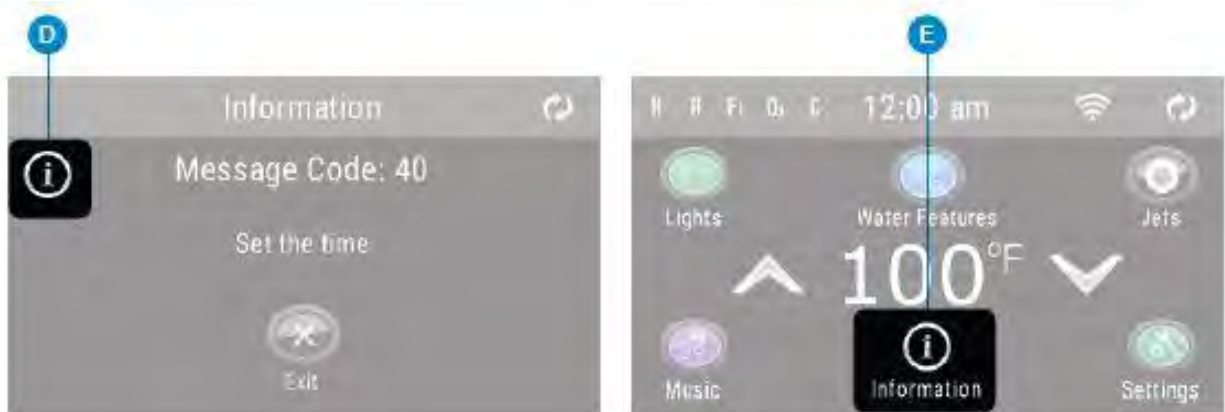 D
Information
Message Code: 40
Set the time
Exit
E
12:00 am
Lights
Water Features
Jets
100°F
Music
Information
Settings